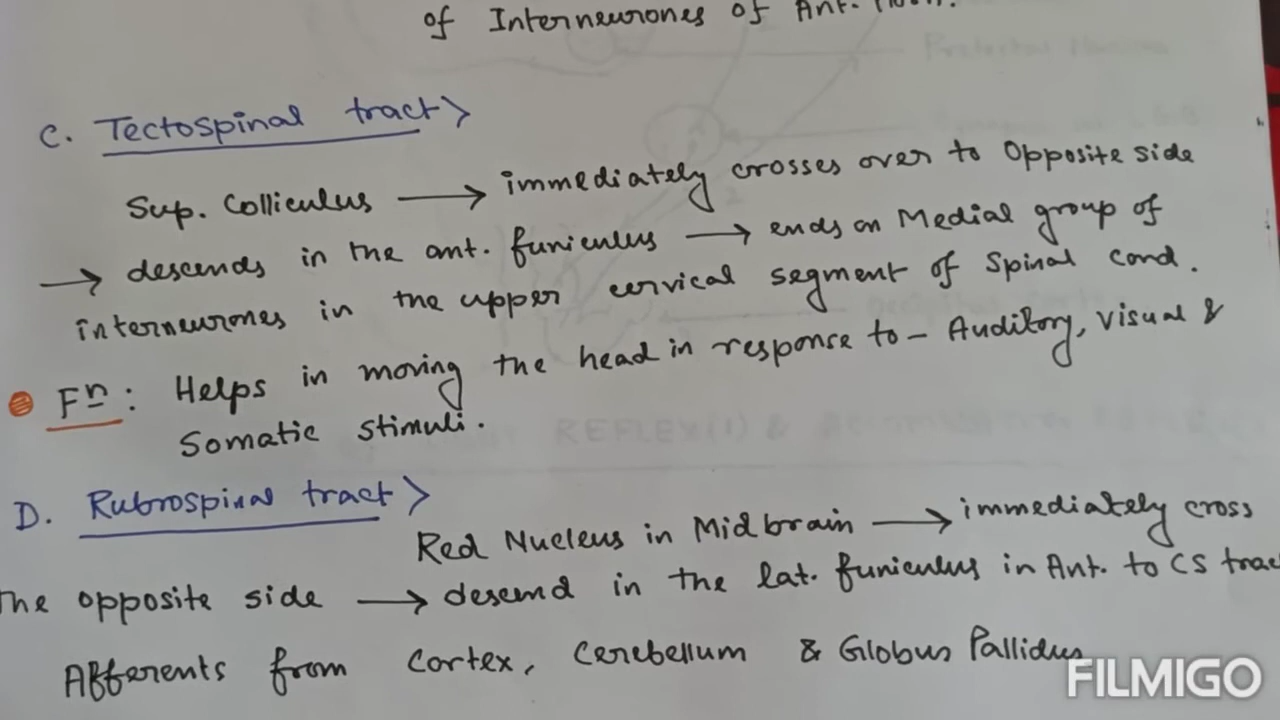 of Interneurones of Ant. Horn.
C. Tectospinal tract >
Sup. Colliculus → immediately crosses over to Opposite side
→ descends in the ant. funiculus → ends on Medial group of
interneurones in the upper cervical segment of Spinal cord.
Fn: Helps in moving the head in response to - Auditory, visual &
Somatic stimuli.
D. Rubrospinal tract >
Red Nucleus in Midbrain → immediately cross
The opposite side → descend in the lat. funiculus in Ant. to CS trac
Afferents from Cortex, Cerebellum & Globus Pallidus
FILMIGO